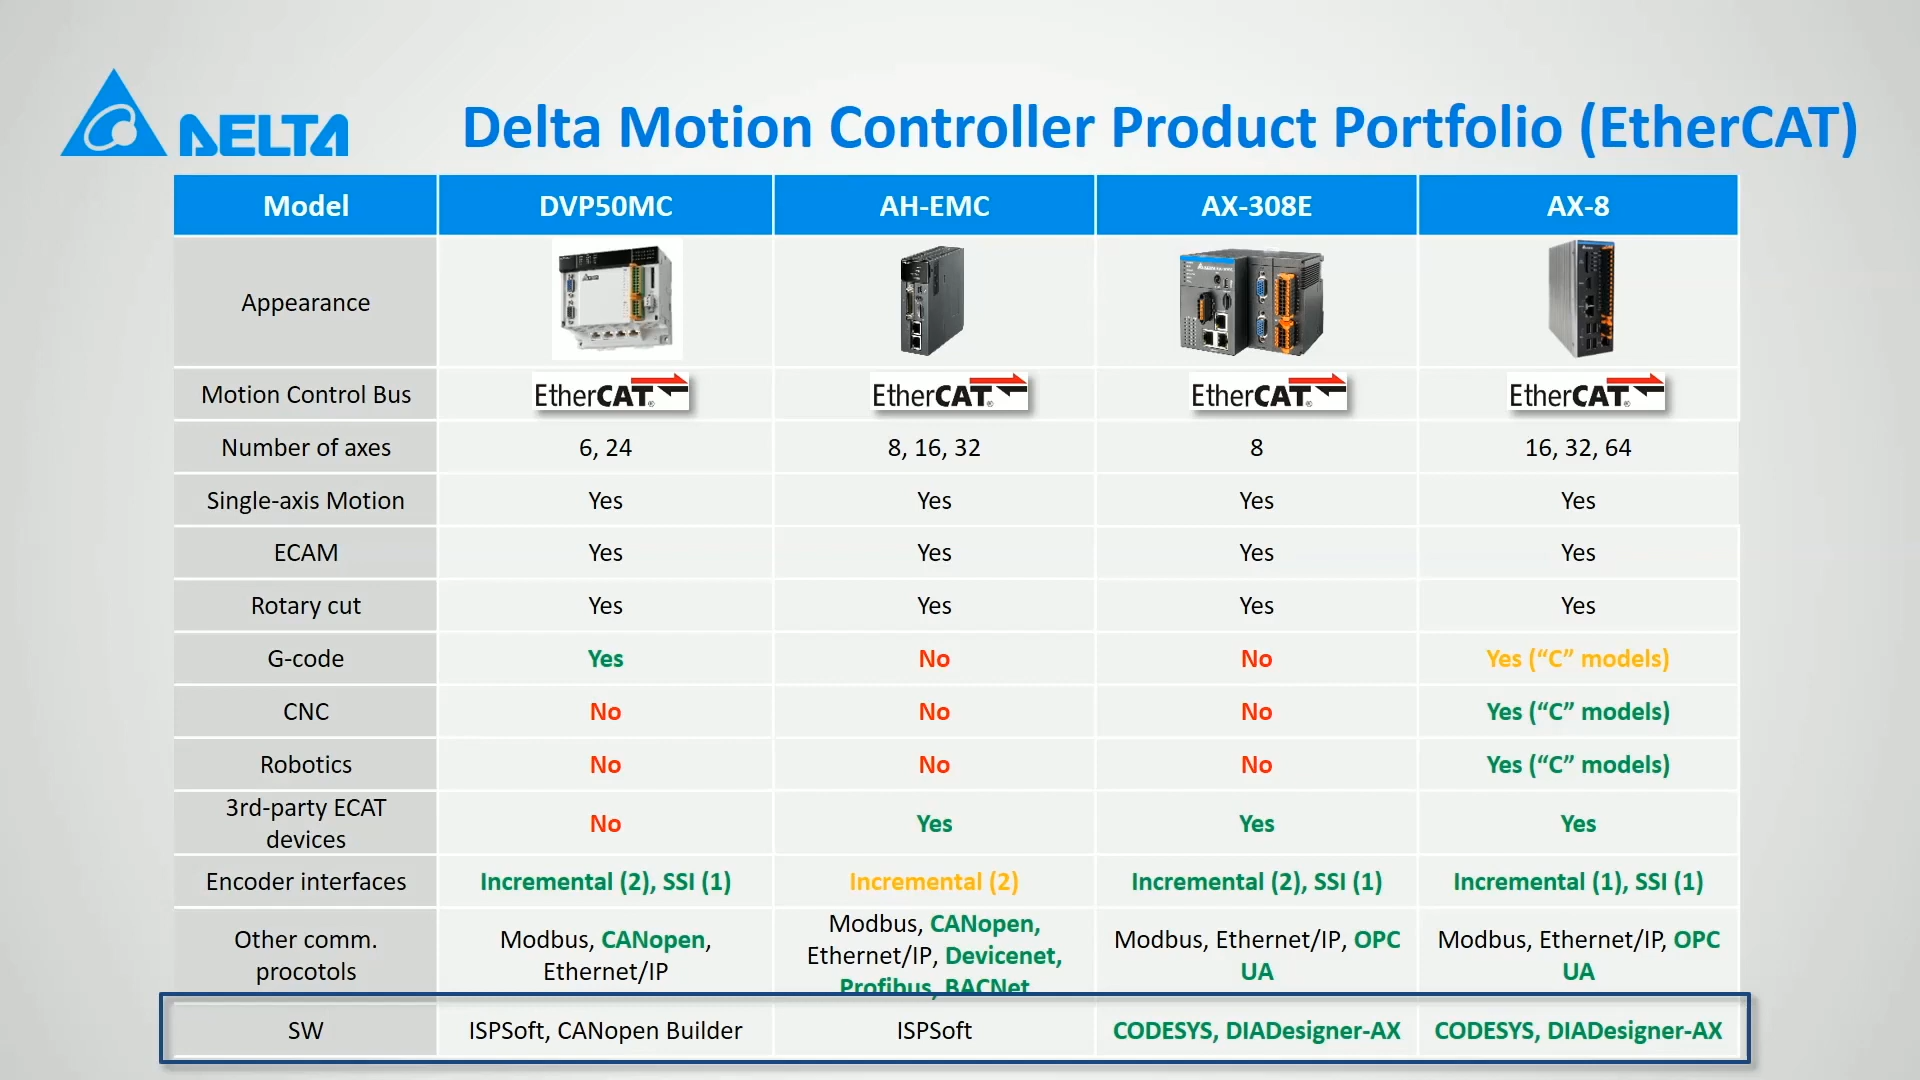 DELTA
Delta Motion Controller Product Portfolio (EtherCAT)
Model DVP50MC AH-EMC AX-308E AX-8
Appearance
Motion Control Bus EtherCAT® EtherCAT® EtherCAT® EtherCAT®
Number of axes 6, 24 8, 16, 32 8 16, 32, 64
Single-axis Motion Yes Yes Yes Yes
ECAM Yes Yes Yes Yes
Rotary cut Yes Yes Yes Yes
G-code Yes No No Yes (“C” models)
CNC No No No Yes (“C” models)
Robotics No No No Yes (“C” models)
3rd-party ECAT
devices No Yes Yes Yes
Encoder interfaces Incremental (2), SSI (1) Incremental (2) Incremental (2), SSI (1) Incremental (1), SSI (1)
Other comm.
procotols
Modbus, CANopen,
Ethernet/IP
Modbus, CANopen,
Ethernet/IP, Devicenet,
Profibus, BACNet
Modbus, Ethernet/IP, OPC
UA
Modbus, Ethernet/IP, OPC
UA
SW ISPSoft, CANopen Builder ISPSoft CODESYS, DIADesigner-AX CODESYS, DIADesigner-AX